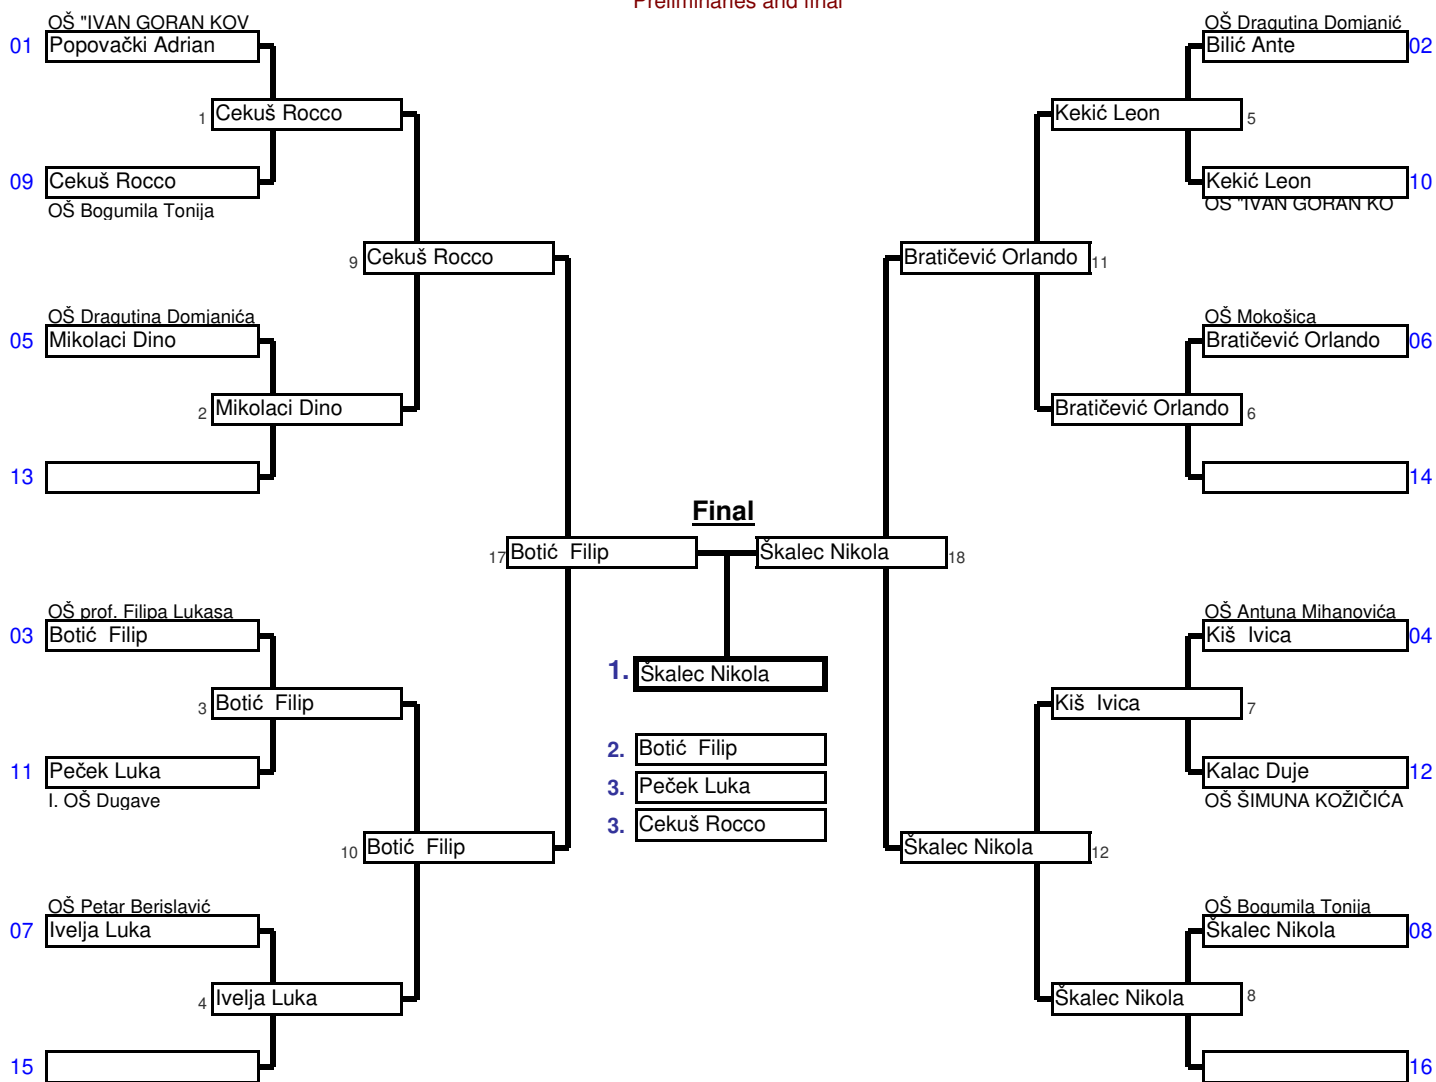 Preliminaries and final
OŠ "IVAN GORAN KOV
01 Popovački Adrian
1 Cekuš Rocco
09 Cekuš Rocco
OŠ Bogumila Tonija
9 Cekuš Rocco
OŠ Dragutina Domjanića
05 Mikolaci Dino
2 Mikolaci Dino
13
17 Botić Filip
OŠ prof. Filipa Lukasa
03 Botić Filip
3 Botić Filip
11 Peček Luka
I. OŠ Dugave
10 Botić Filip
OŠ Petar Berislavić
07 Ivelja Luka
4 Ivelja Luka
15
Final
1. Škalec Nikola
2. Botić Filip
3. Peček Luka
3. Cekuš Rocco
OŠ Dragutina Domjanić
Bilić Ante 02
Kekić Leon 5
Kekić Leon 10
OŠ "IVAN GORAN KO
Bratičević Orlando 11
OŠ Mokošica
Bratičević Orlando 06
Bratičević Orlando 6
14
Škalec Nikola 18
OŠ Antuna Mihanovića
Kiš Ivica 04
Kiš Ivica 7
Kalac Duje 12
OŠ ŠIMUNA KOŽIČIĆA
Škalec Nikola 12
OŠ Bogumila Tonija
Škalec Nikola 08
Škalec Nikola 8
16